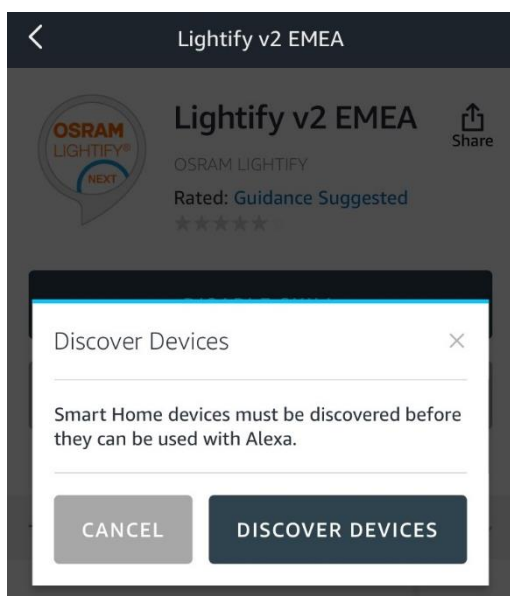 Lightify v2 EMEA
OSRAM
LIGHTIFY®
NEXT
Lightify v2 EMEA
Share
OSRAM LIGHTIFY
Rated: Guidance Suggested
Discover Devices
Smart Home devices must be discovered before
they can be used with Alexa.
CANCEL
DISCOVER DEVICES